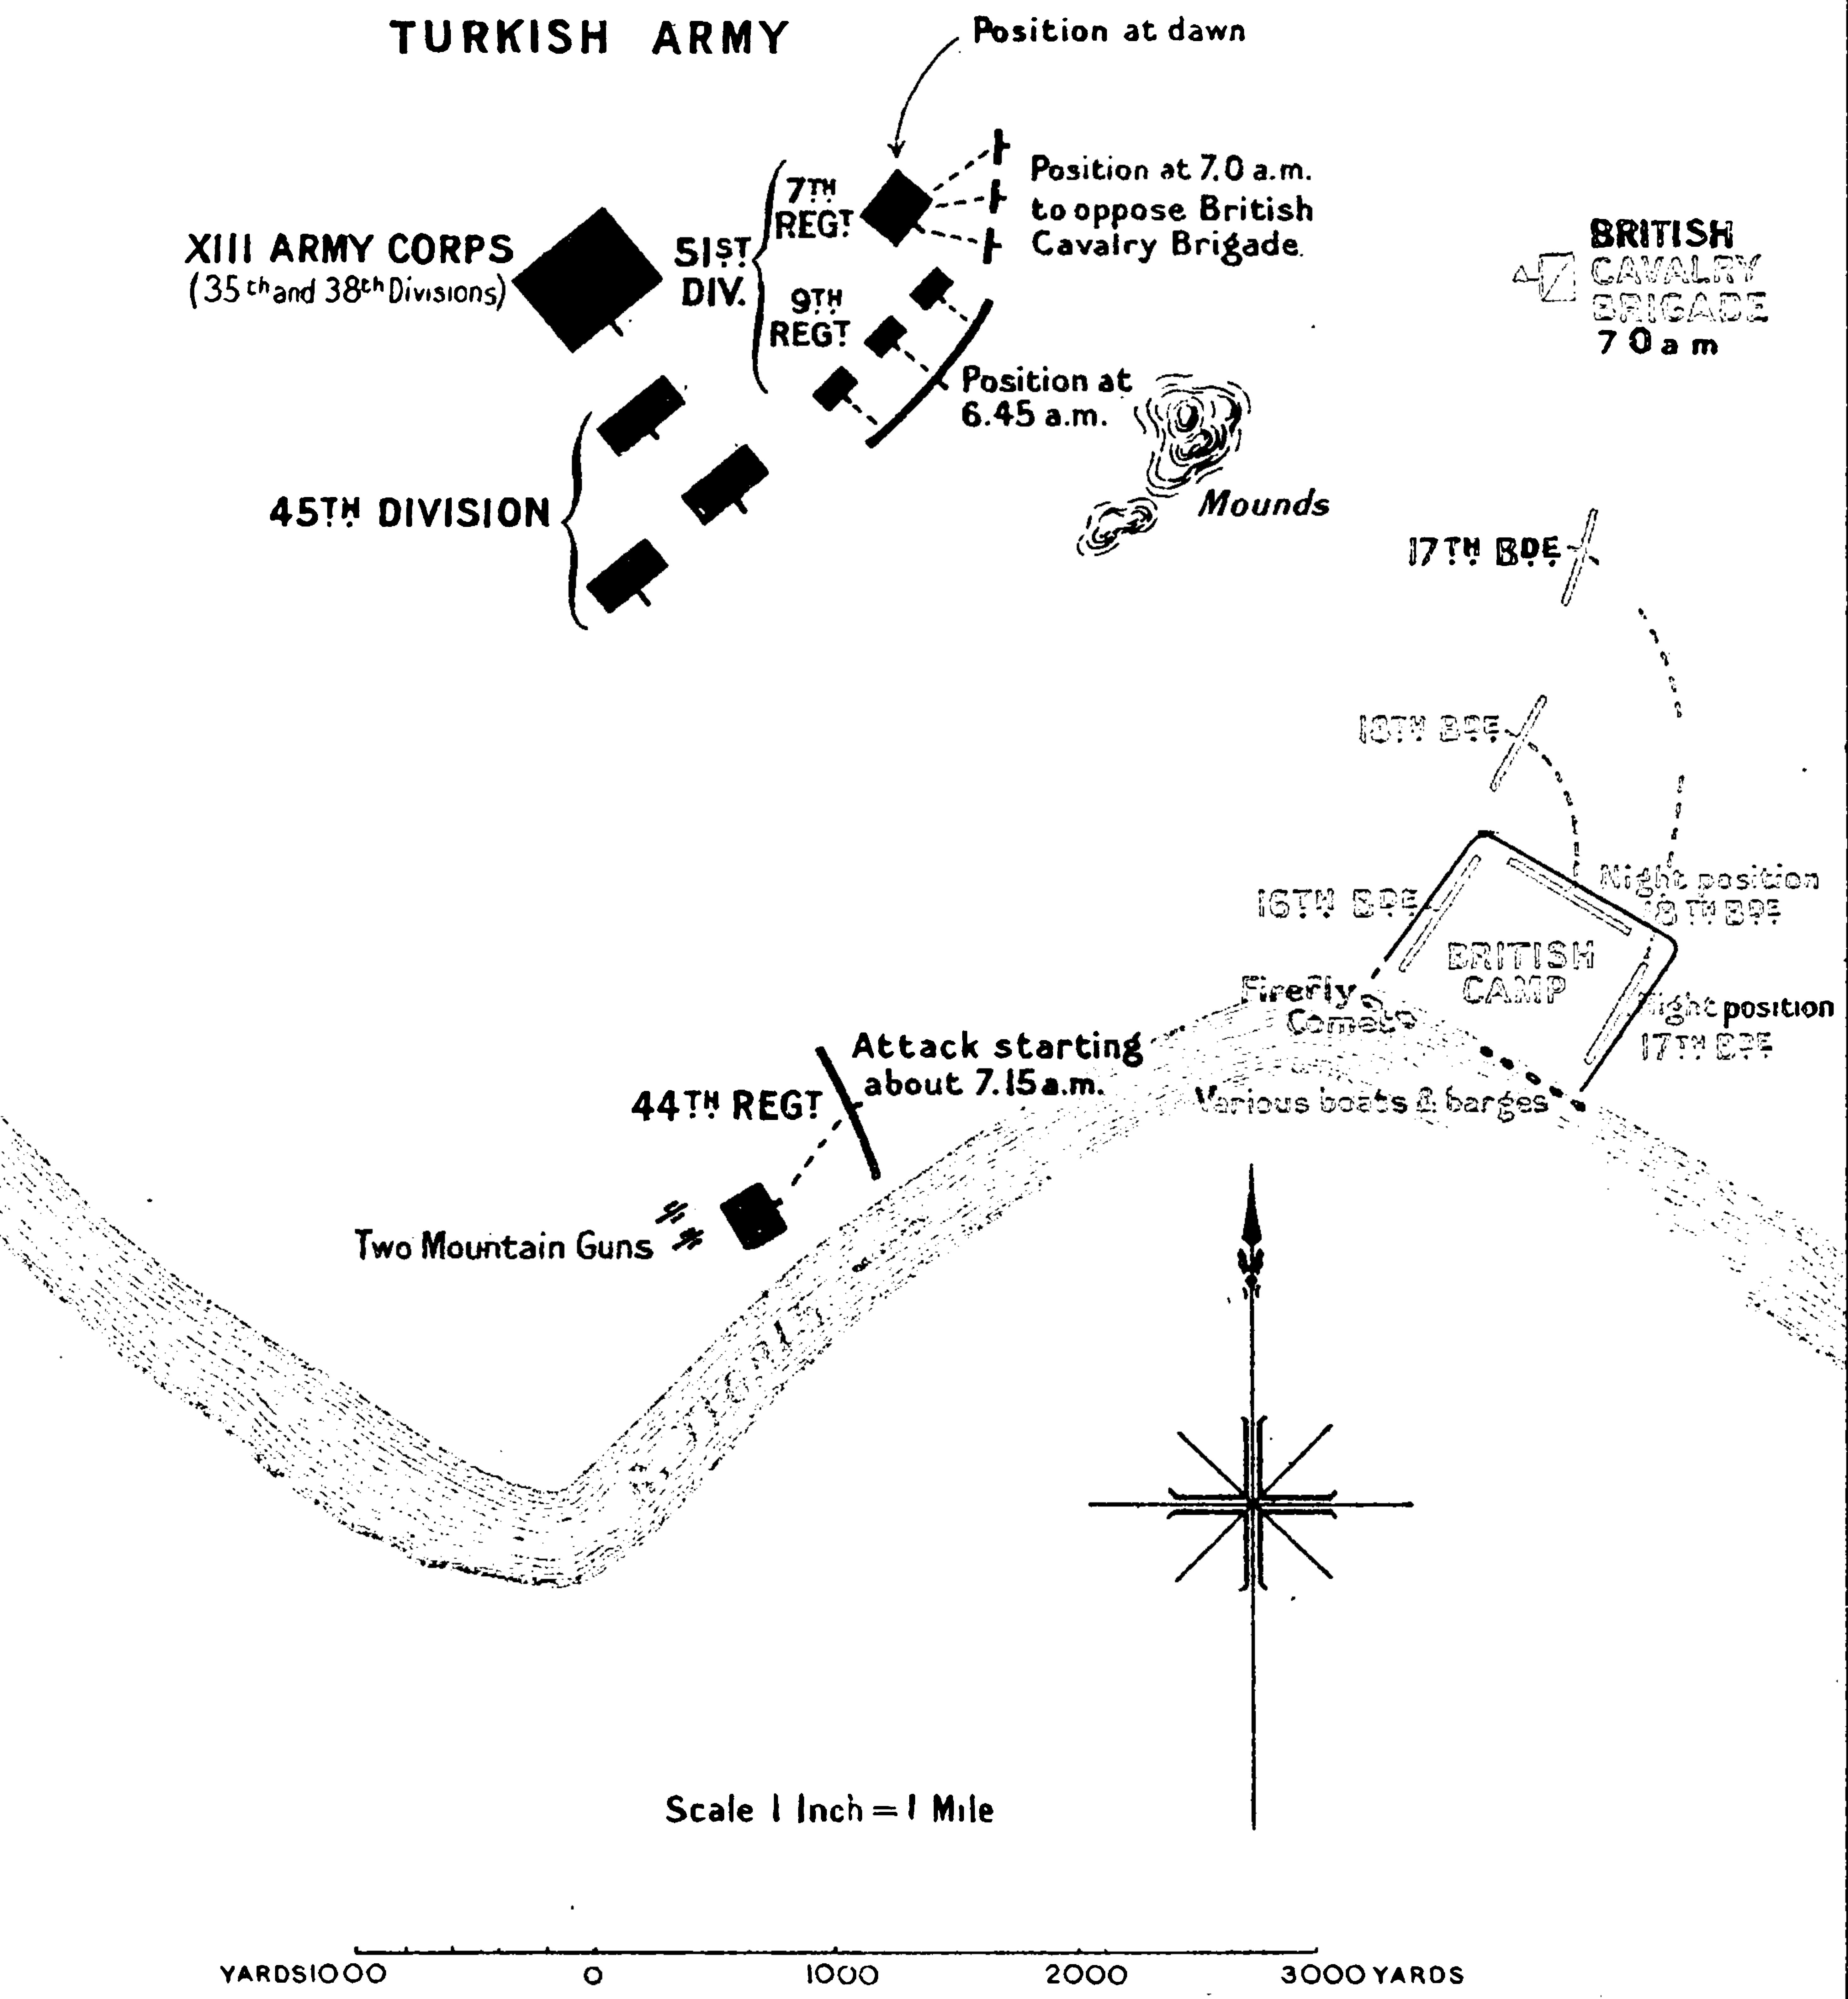 TURKISH ARMY
Position at dawn
7TH
REGT
Position at 7.0 a.m.
to oppose British
Cavalry Brigade.
XIII ARMY CORPS
(35th and 38th Divisions)
51ST
DIV.
9TH
REGT
BRITISH
CAVALRY
BRIGADE
7 0 a m
Position at
6.45 a.m.
Mounds
45TH DIVISION
17TH BDE
18TH BDE
16TH BDE
Night position
18TH BDE
BRITISH
CAMP
Firefly
Comet
Night position
17TH BDE
Attack starting
about 7.15 a.m.
44TH REGT
Various boats & barges
Two Mountain Guns
R. TIGRIS
Scale 1 Inch = 1 Mile
YARDS 1000 0 1000 2000 3000 YARDS